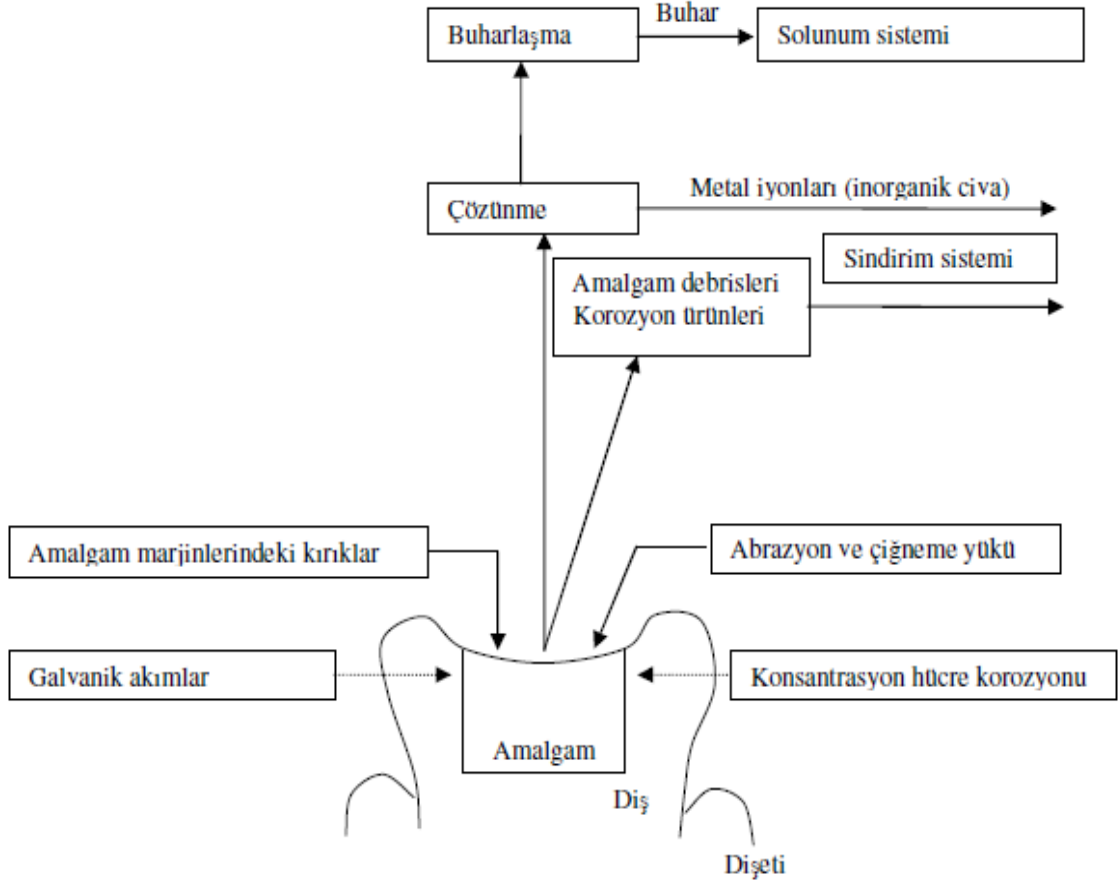 Buhar
Buharlaşma
Solunum sistemi
Metal iyonları (inorganik civa)
Çözünme
Sindirim sistemi
Amalgam debrisleri
Korozyon ürünleri
Amalgam marjinlerindeki kırıklar
Abrazyon ve çiğneme yükü
Galvanik akımlar
Konsantrasyon hücre korozyonu
Amalgam
Diş
Dişeti